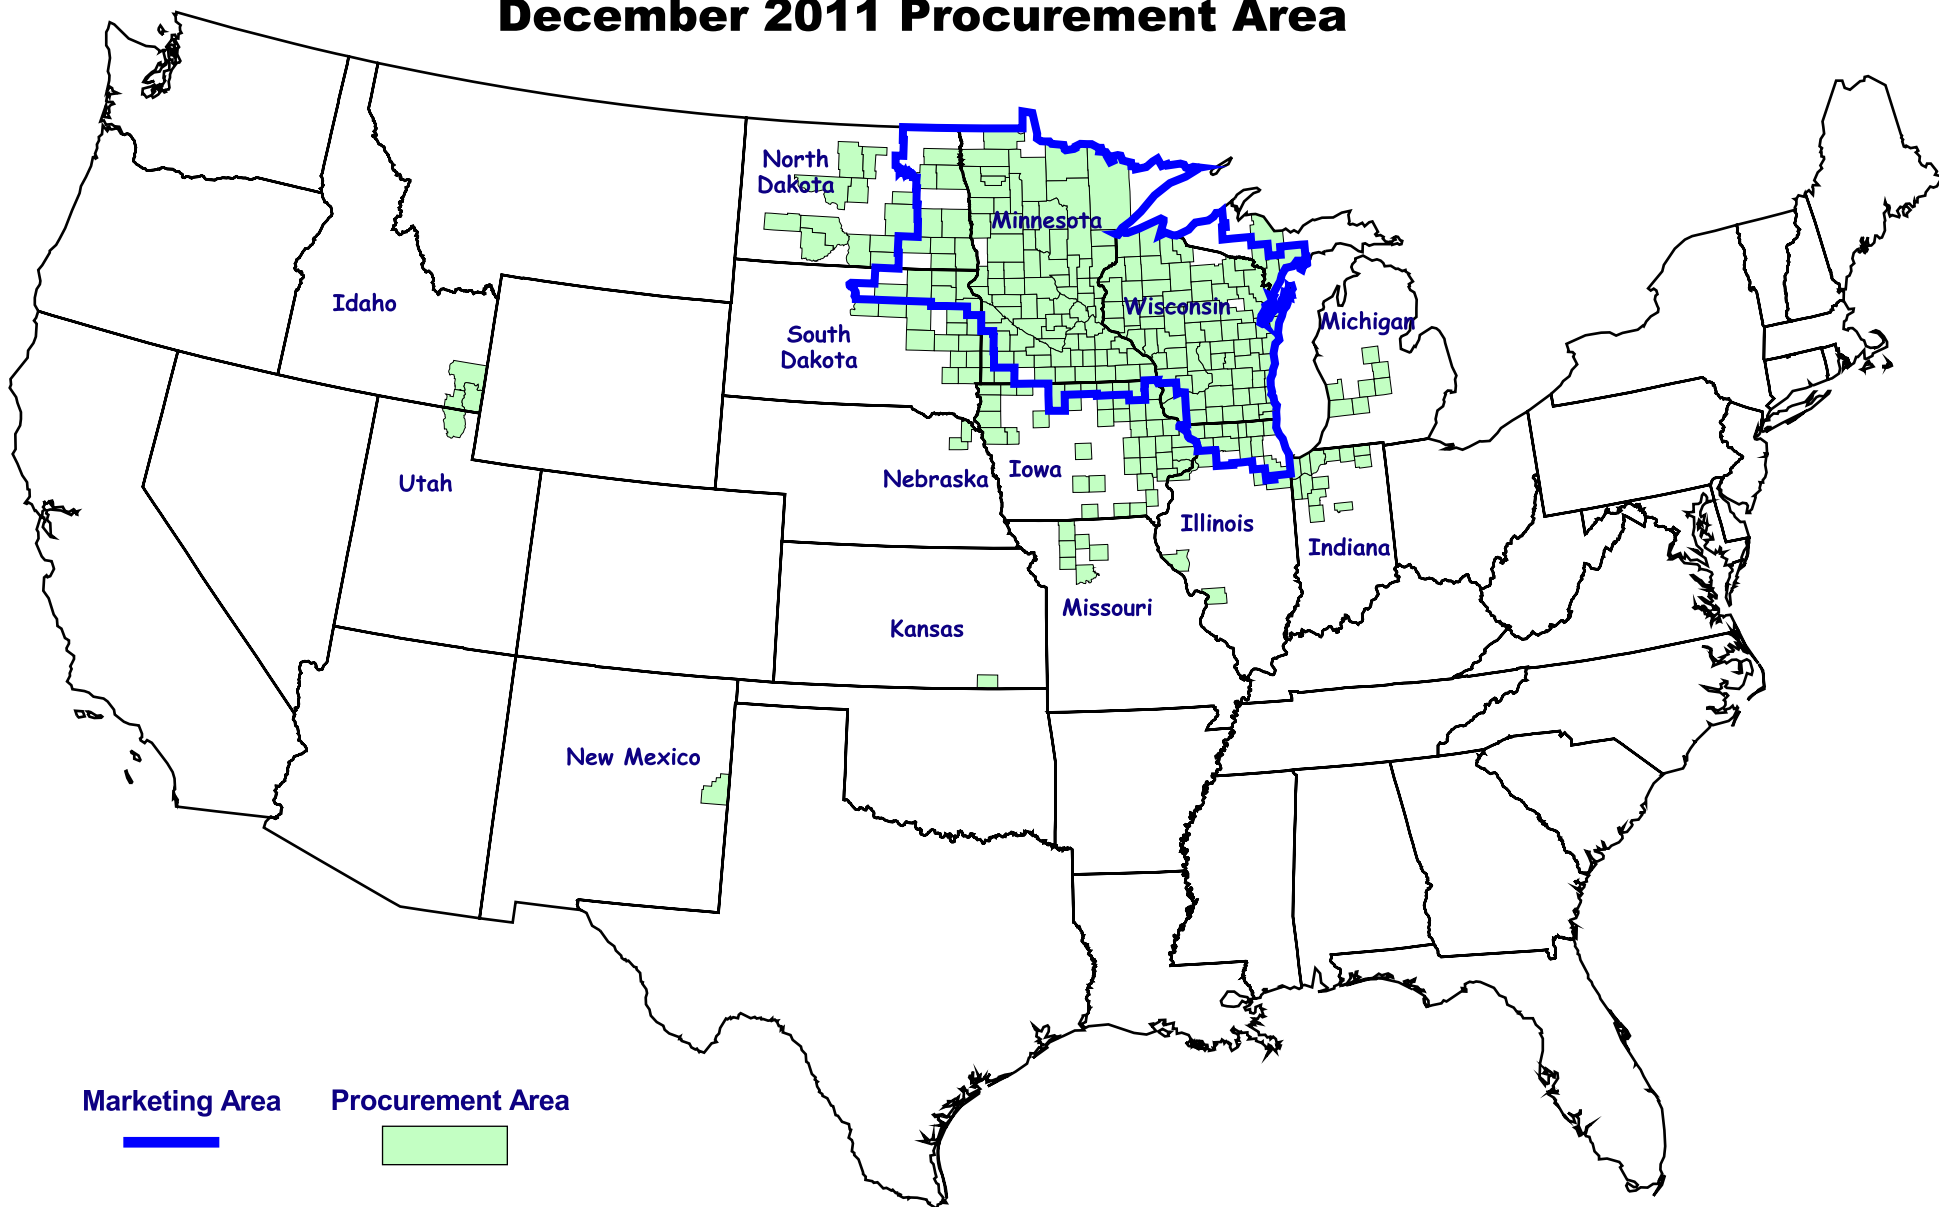 December 2011 Procurement Area
North
Dakota
Minnesota
Idaho
Wisconsin
Michigan
South
Dakota
Iowa
Nebraska
Utah
Illinois
Indiana
Missouri
Kansas
New Mexico
Marketing Area
Procurement Area